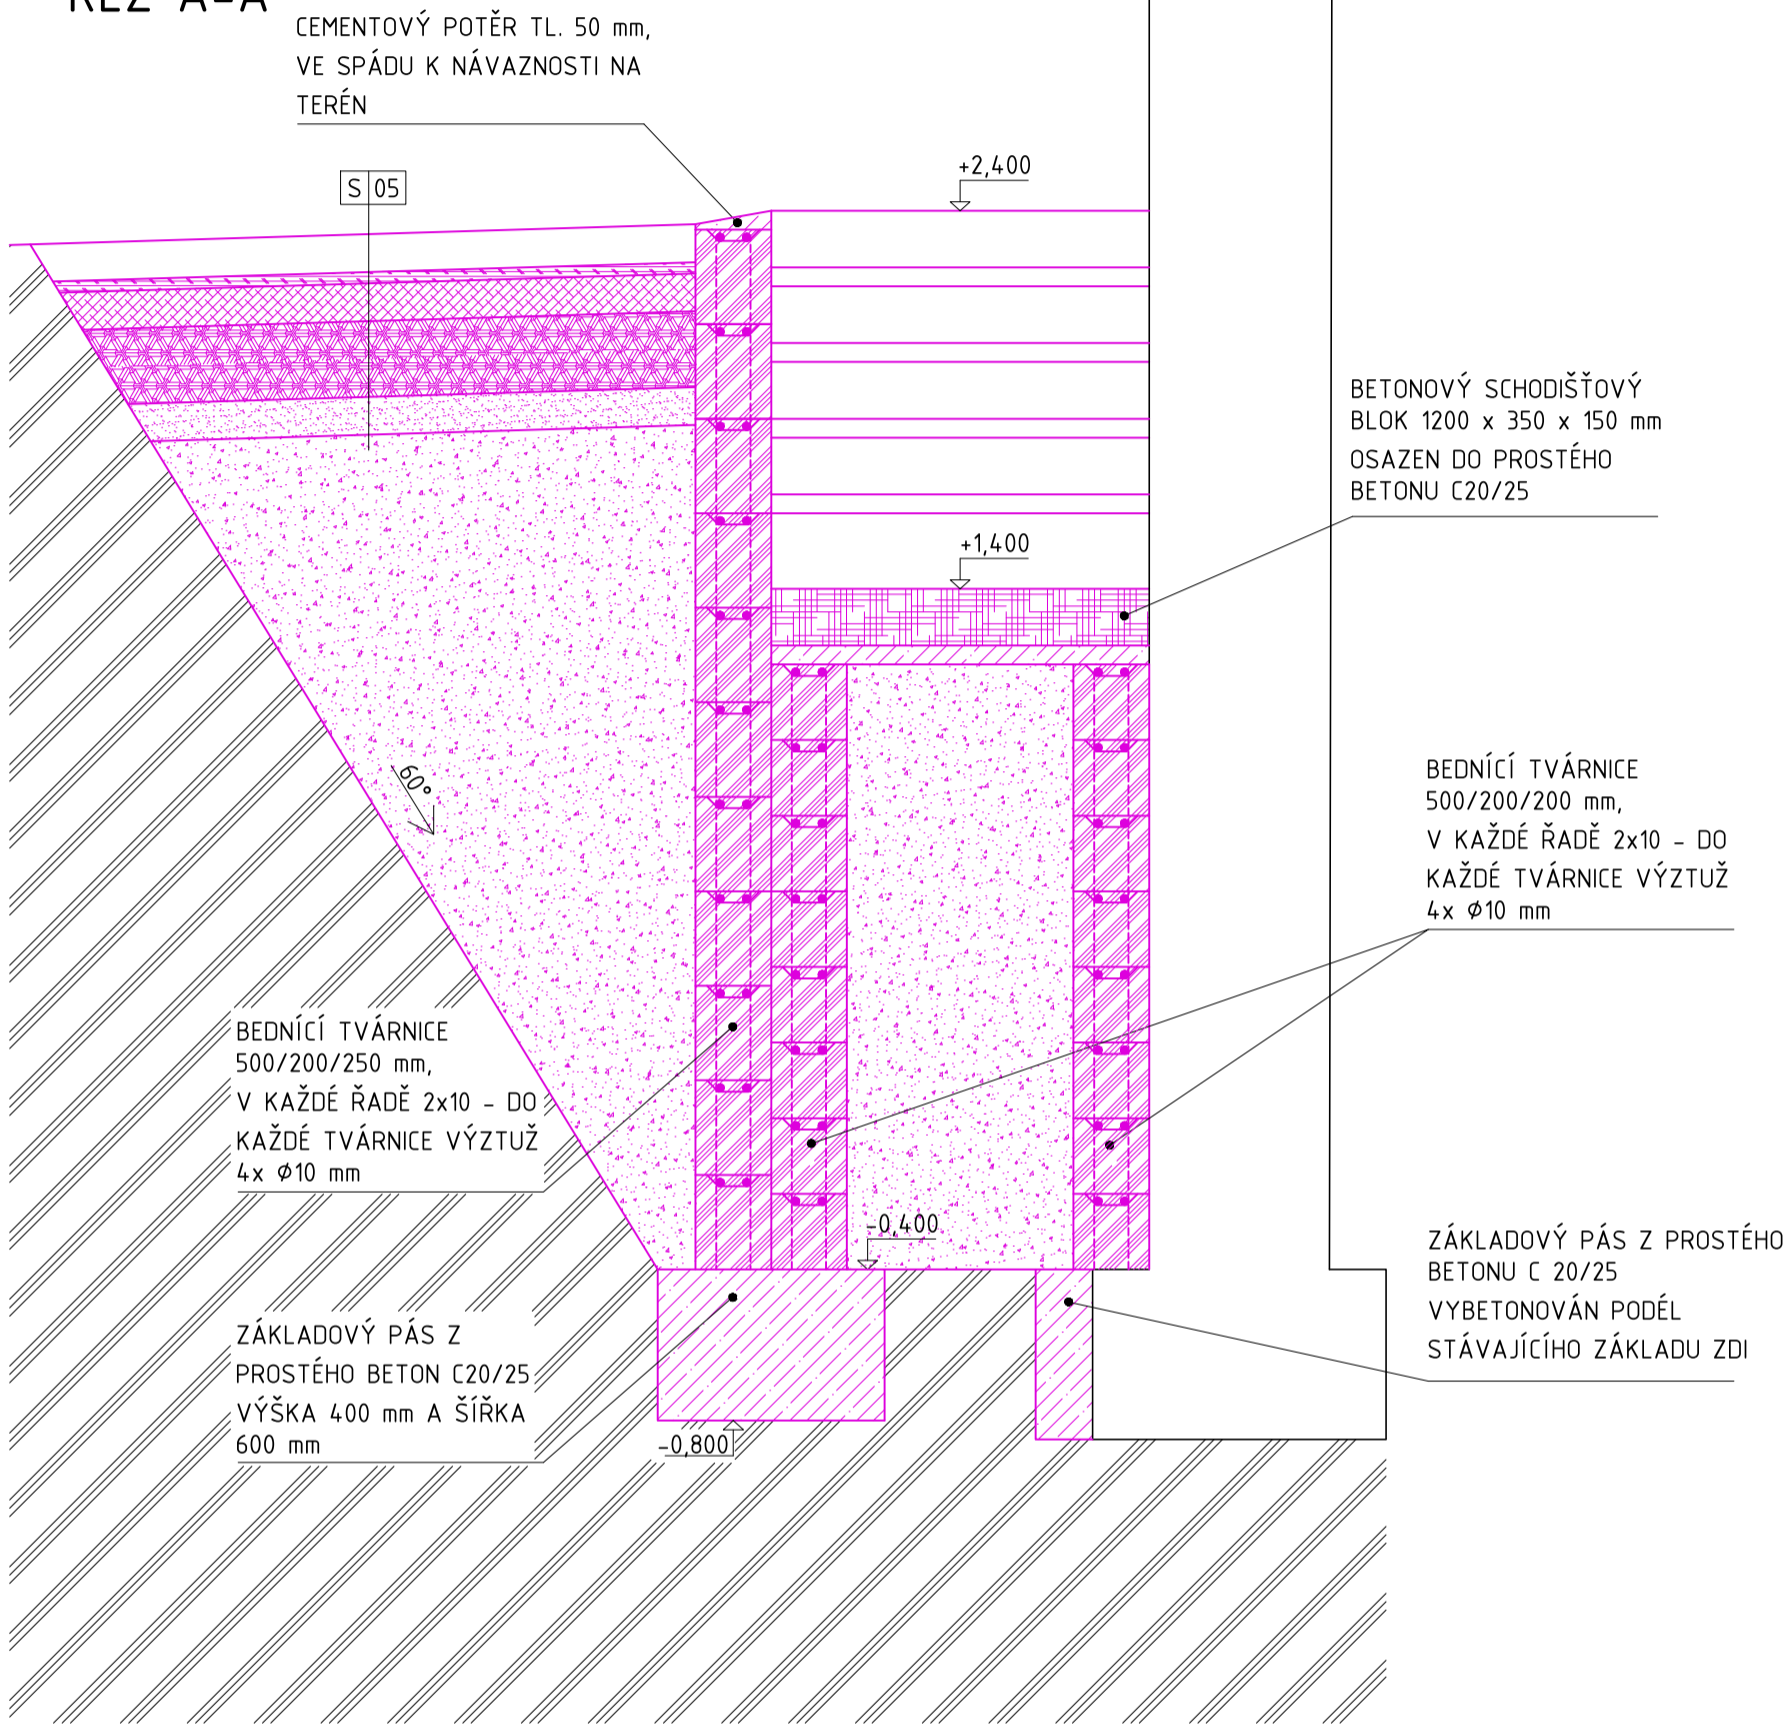 ŘEZ A-A
CEMENTOVÝ POTĚR TL. 50 mm,
VE SPÁDU K NÁVAZNOSTI NA
TERÉN
S 05
+2,400
+1,400
BETONOVÝ SCHODIŠŤOVÝ
BLOK 1200 x 350 x 150 mm
OSAZEN DO PROSTÉHO
BETONU C20/25
60°
BEDNÍCÍ TVÁRNICE
500/200/200 mm,
V KAŽDÉ ŘADĚ 2x10 - DO
KAŽDÉ TVÁRNICE VÝZTUŽ
4x Φ10 mm
BEDNÍCÍ TVÁRNICE
500/200/250 mm,
V KAŽDÉ ŘADĚ 2x10 - DO
KAŽDÉ TVÁRNICE VÝZTUŽ
4x Φ10 mm
-0,400
ZÁKLADOVÝ PÁS Z PROSTÉHO
BETONU C 20/25
VYBETONOVÁN PODÉL
STÁVAJÍCÍHO ZÁKLADU ZDI
ZÁKLADOVÝ PÁS Z
PROSTÉHO BETON C20/25
VÝŠKA 400 mm A ŠÍŘKA
600 mm
-0,800